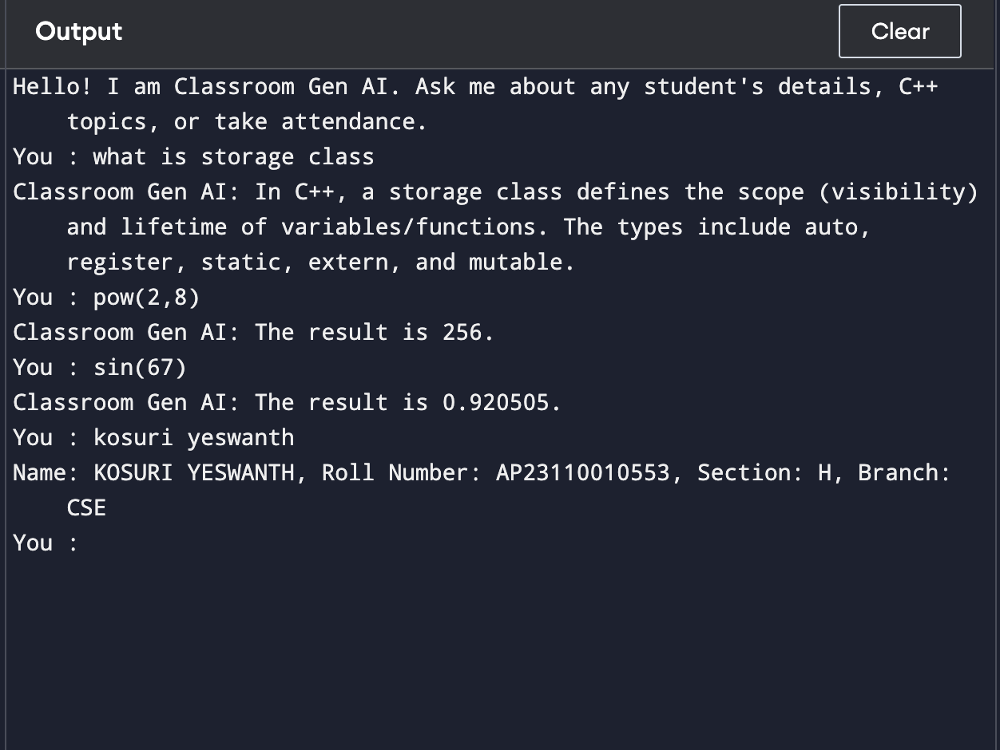 Output
Clear
Hello! I am Classroom Gen AI. Ask me about any student's details, C++
topics, or take attendance.
You : what is storage class
Classroom Gen AI: In C++, a storage class defines the scope (visibility)
and lifetime of variables/functions. The types include auto,
register, static, extern, and mutable.
You : pow(2,8)
Classroom Gen AI: The result is 256.
You : sin(67)
Classroom Gen AI: The result is 0.920505.
You : kosuri yeswanth
Name: KOSURI YESWANTH, Roll Number: AP23110010553, Section: H, Branch:
CSE
You :